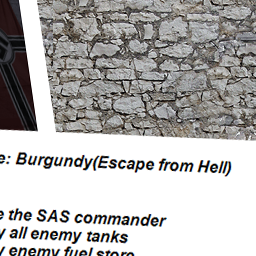 e: Burgundy(Escape from Hell)
e the SAS commander
y all enemy tanks
y enemy fuel store